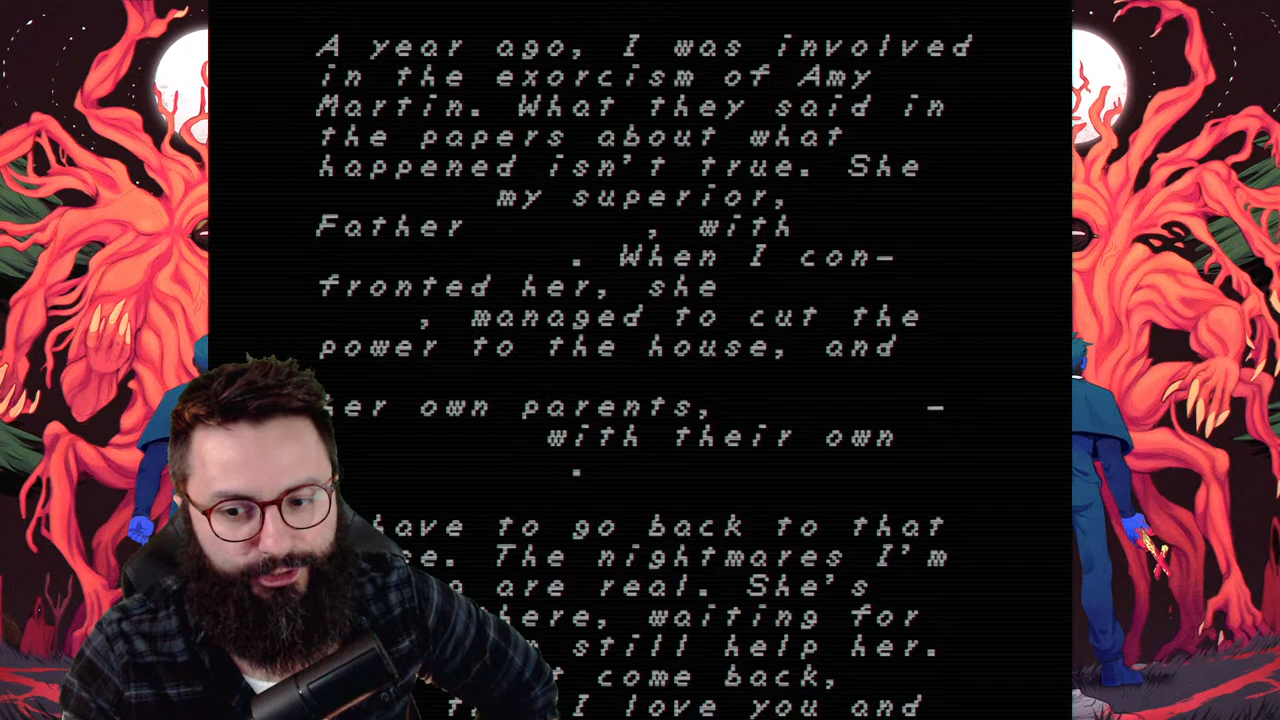 A year ago, I was involved
in the exorcism of Amy
Martin. What they said in
the papers about what
happened isn't true. She
my superior,
Father , with
. When I con-
fronted her, she
, managed to cut the
power to the house, and
her own parents, -
with their own
.
have to go back to that
The nightmares I'm
are real. She's
waiting for
still help her.
come back,
I love you and